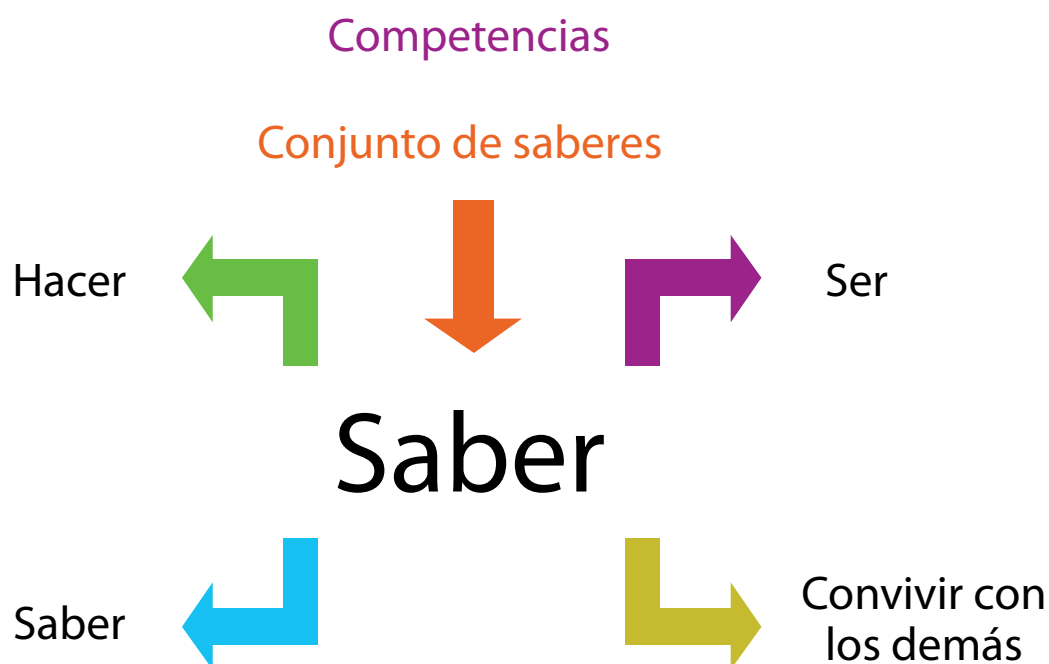 Competencias
Conjunto de saberes
Hacer
Ser
Saber
Saber
Convivir con
los demás